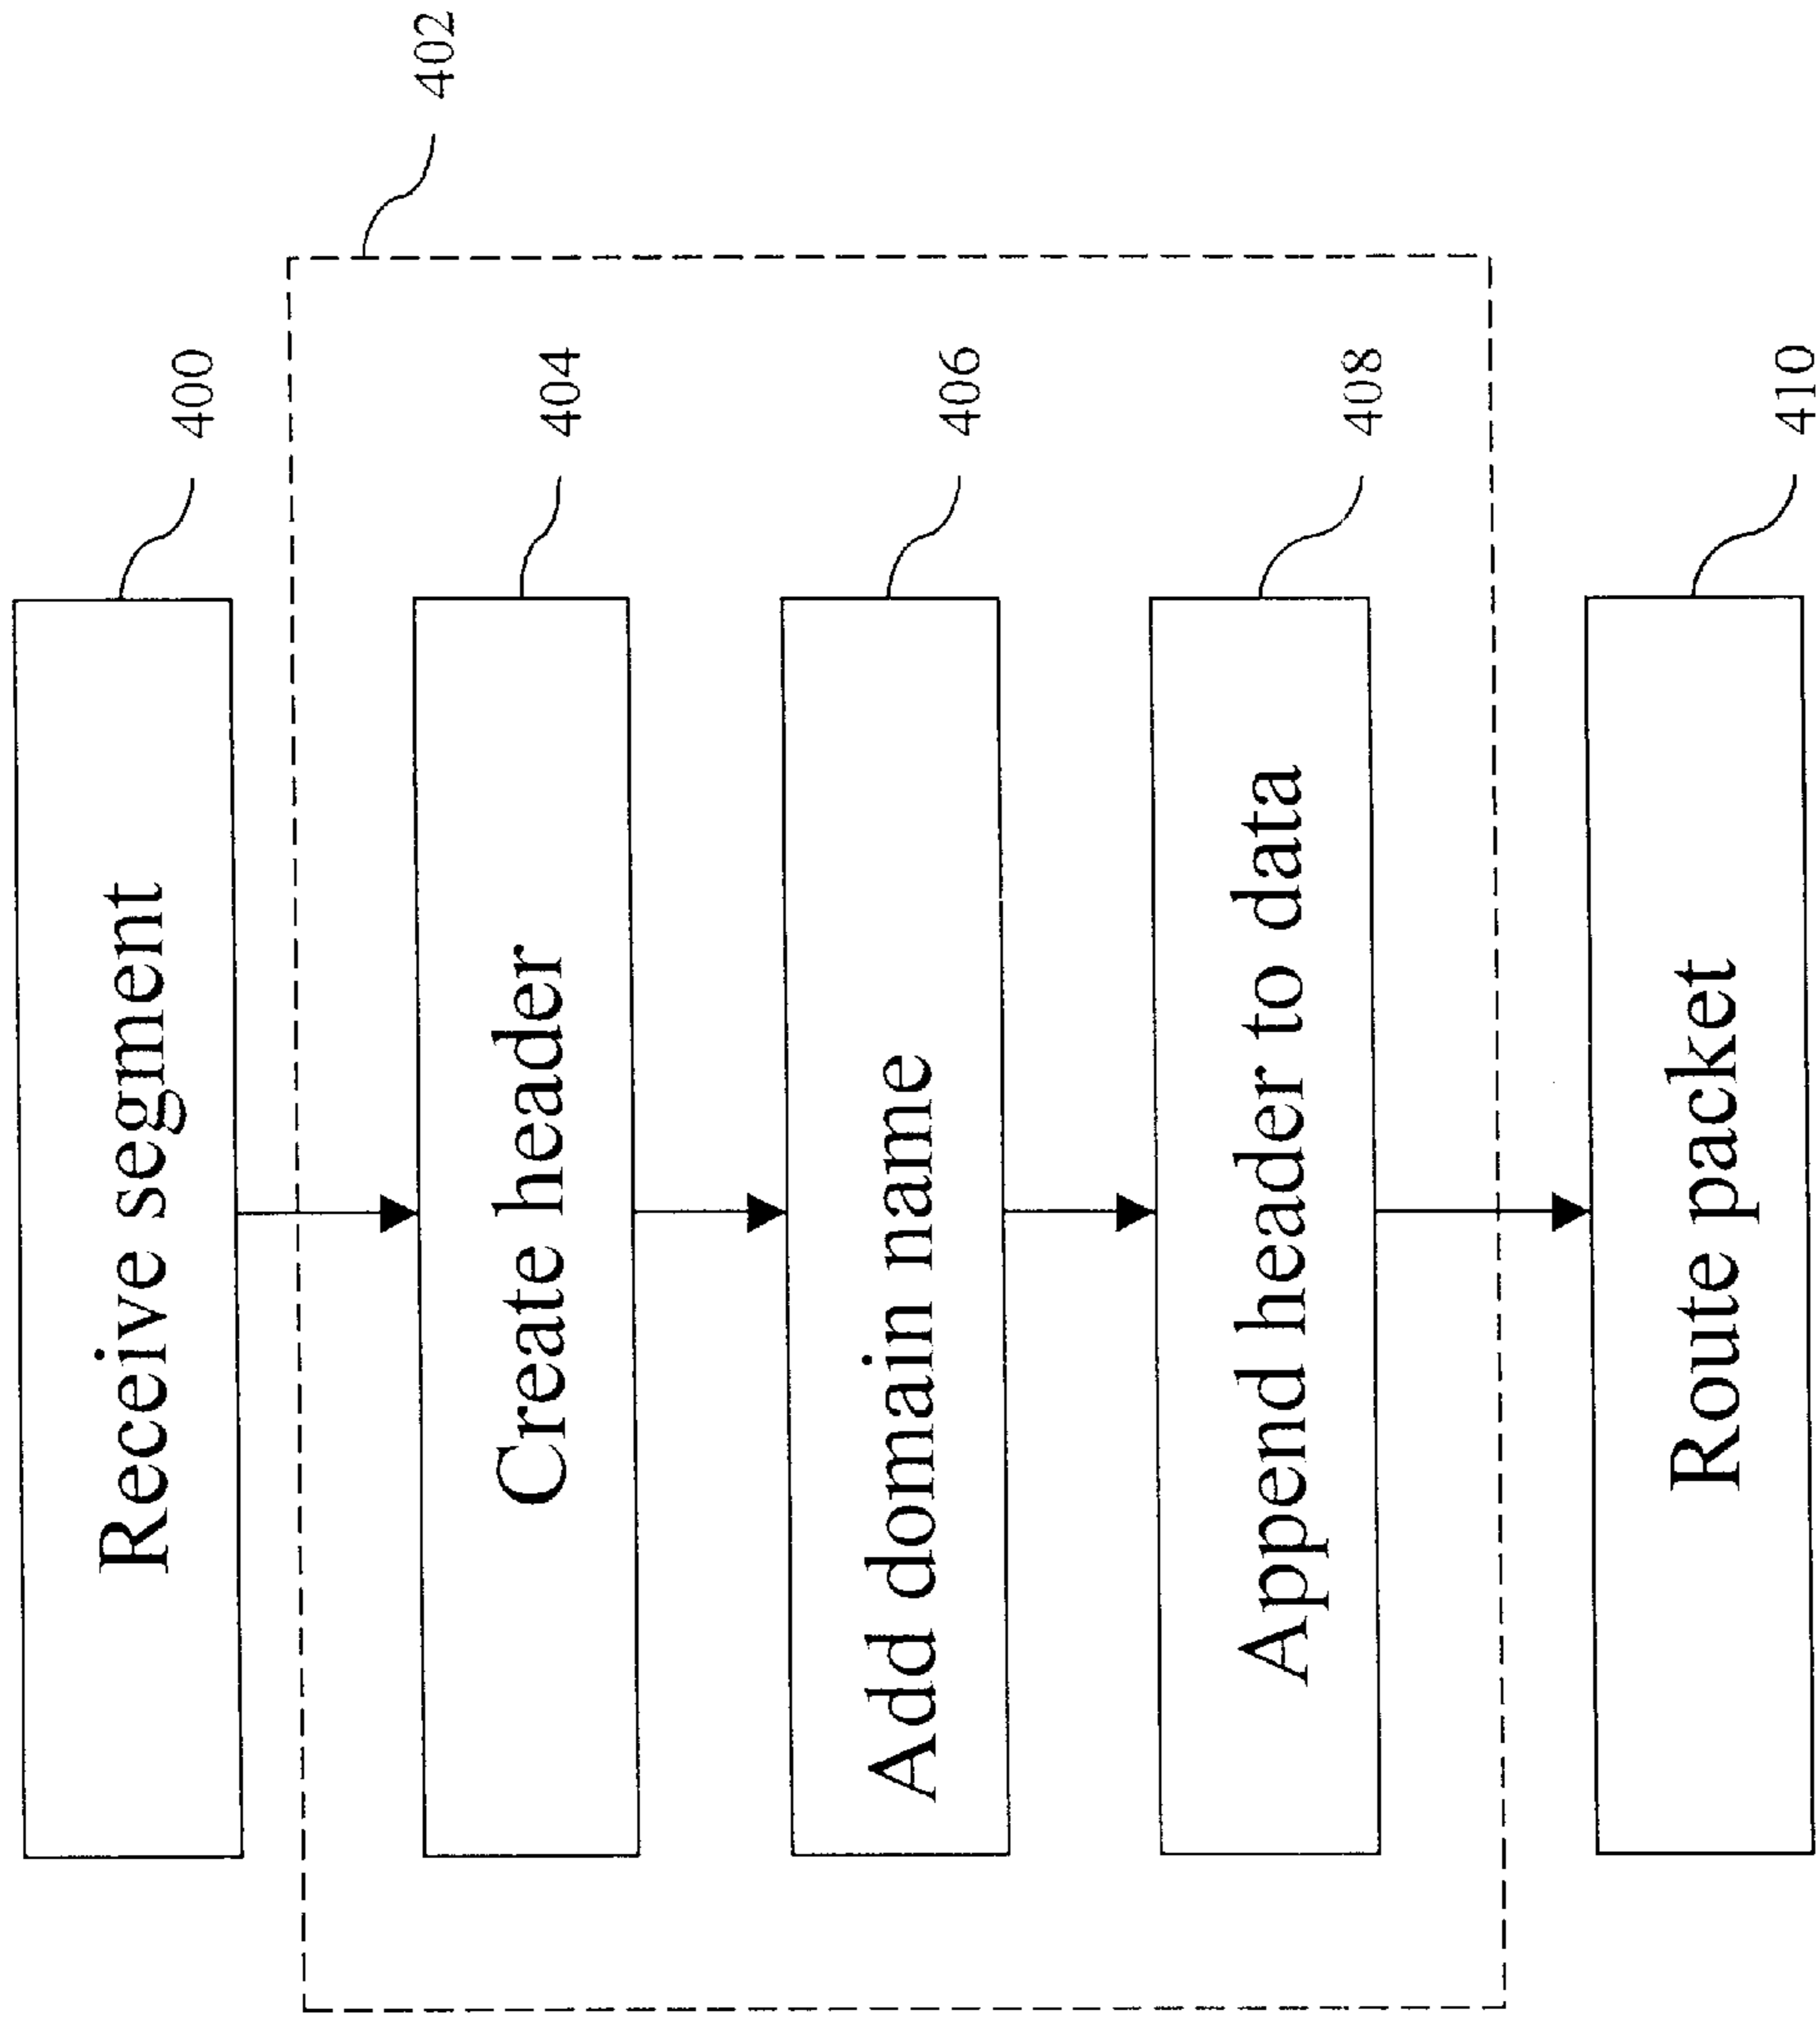 402
Receive segment
400
Create header
404
Add domain name
406
Append header to data
408
Route packet
410